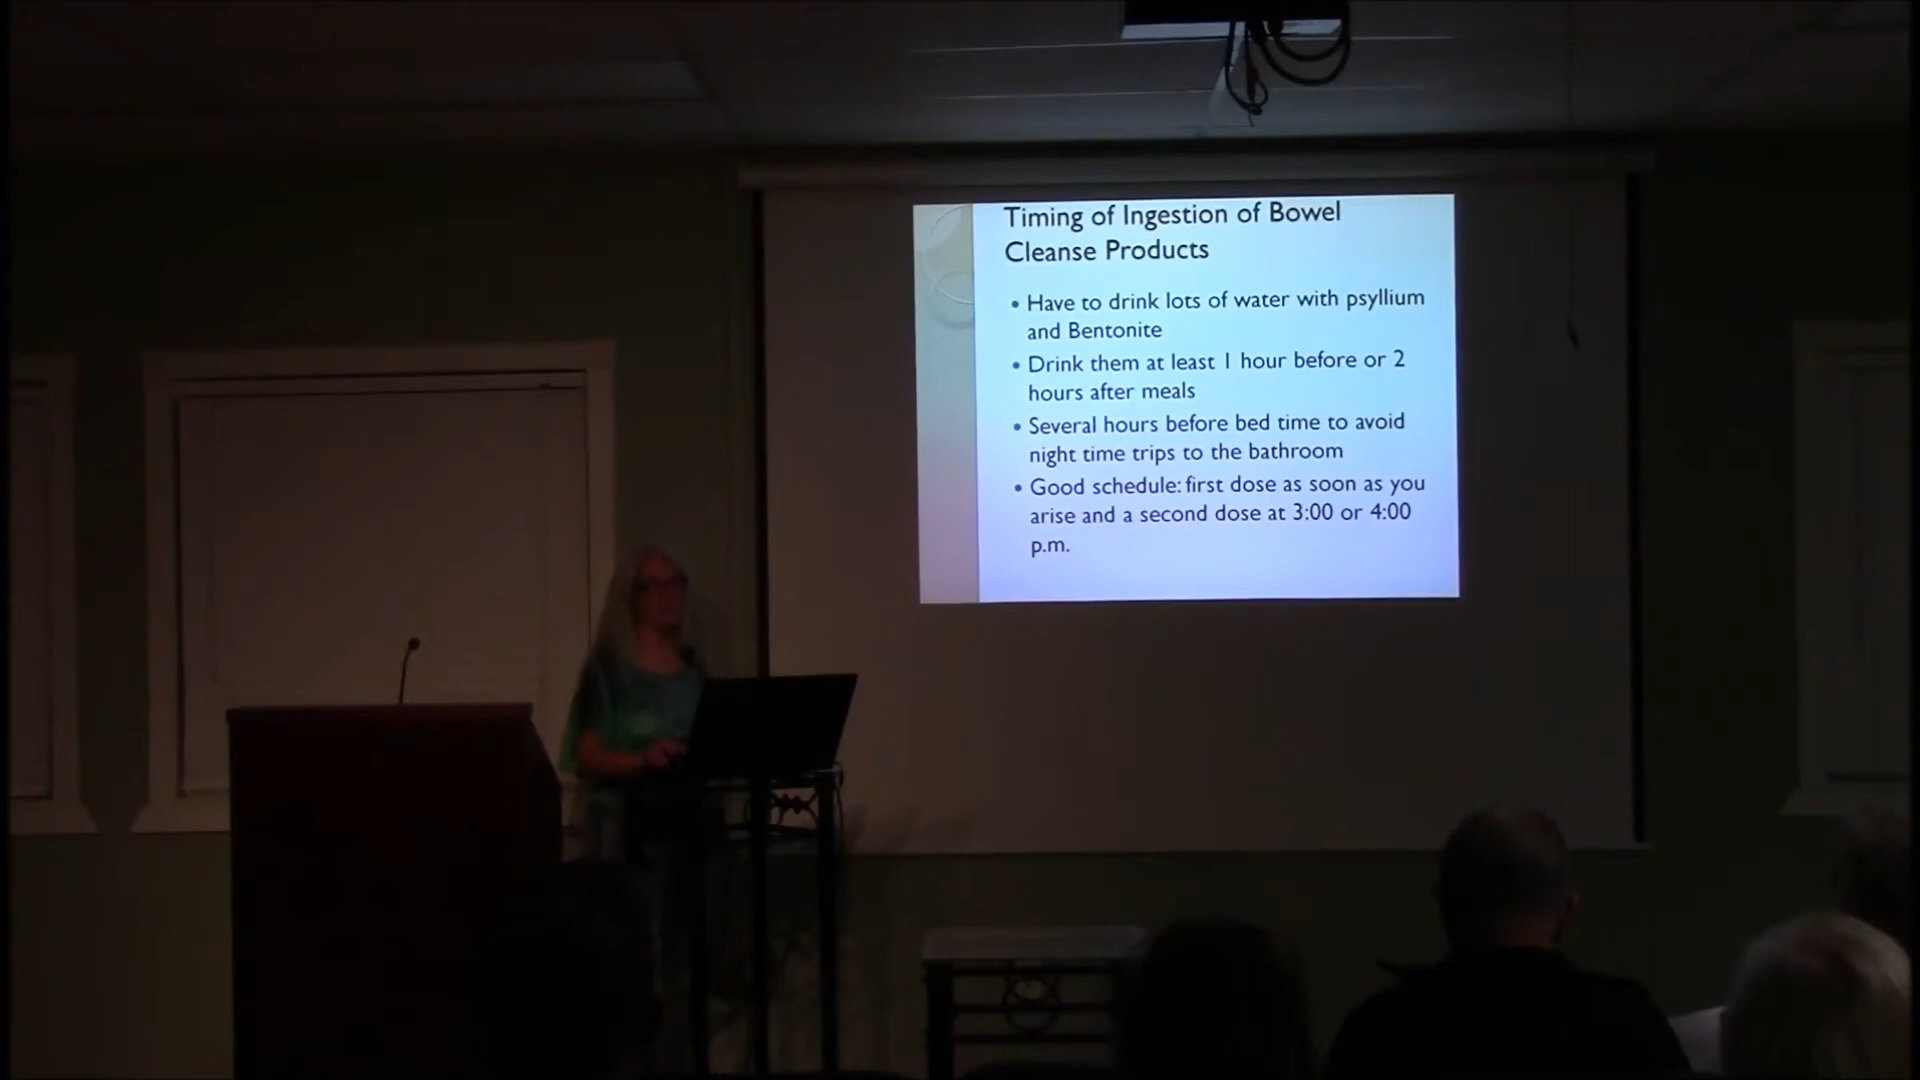 Timing of Ingestion of Bowel
Cleanse Products
• Have to drink lots of water with psyllium
and Bentonite
• Drink them at least 1 hour before or 2
hours after meals
• Several hours before bed time to avoid
night time trips to the bathroom
• Good schedule: first dose as soon as you
arise and a second dose at 3:00 or 4:00
p.m.